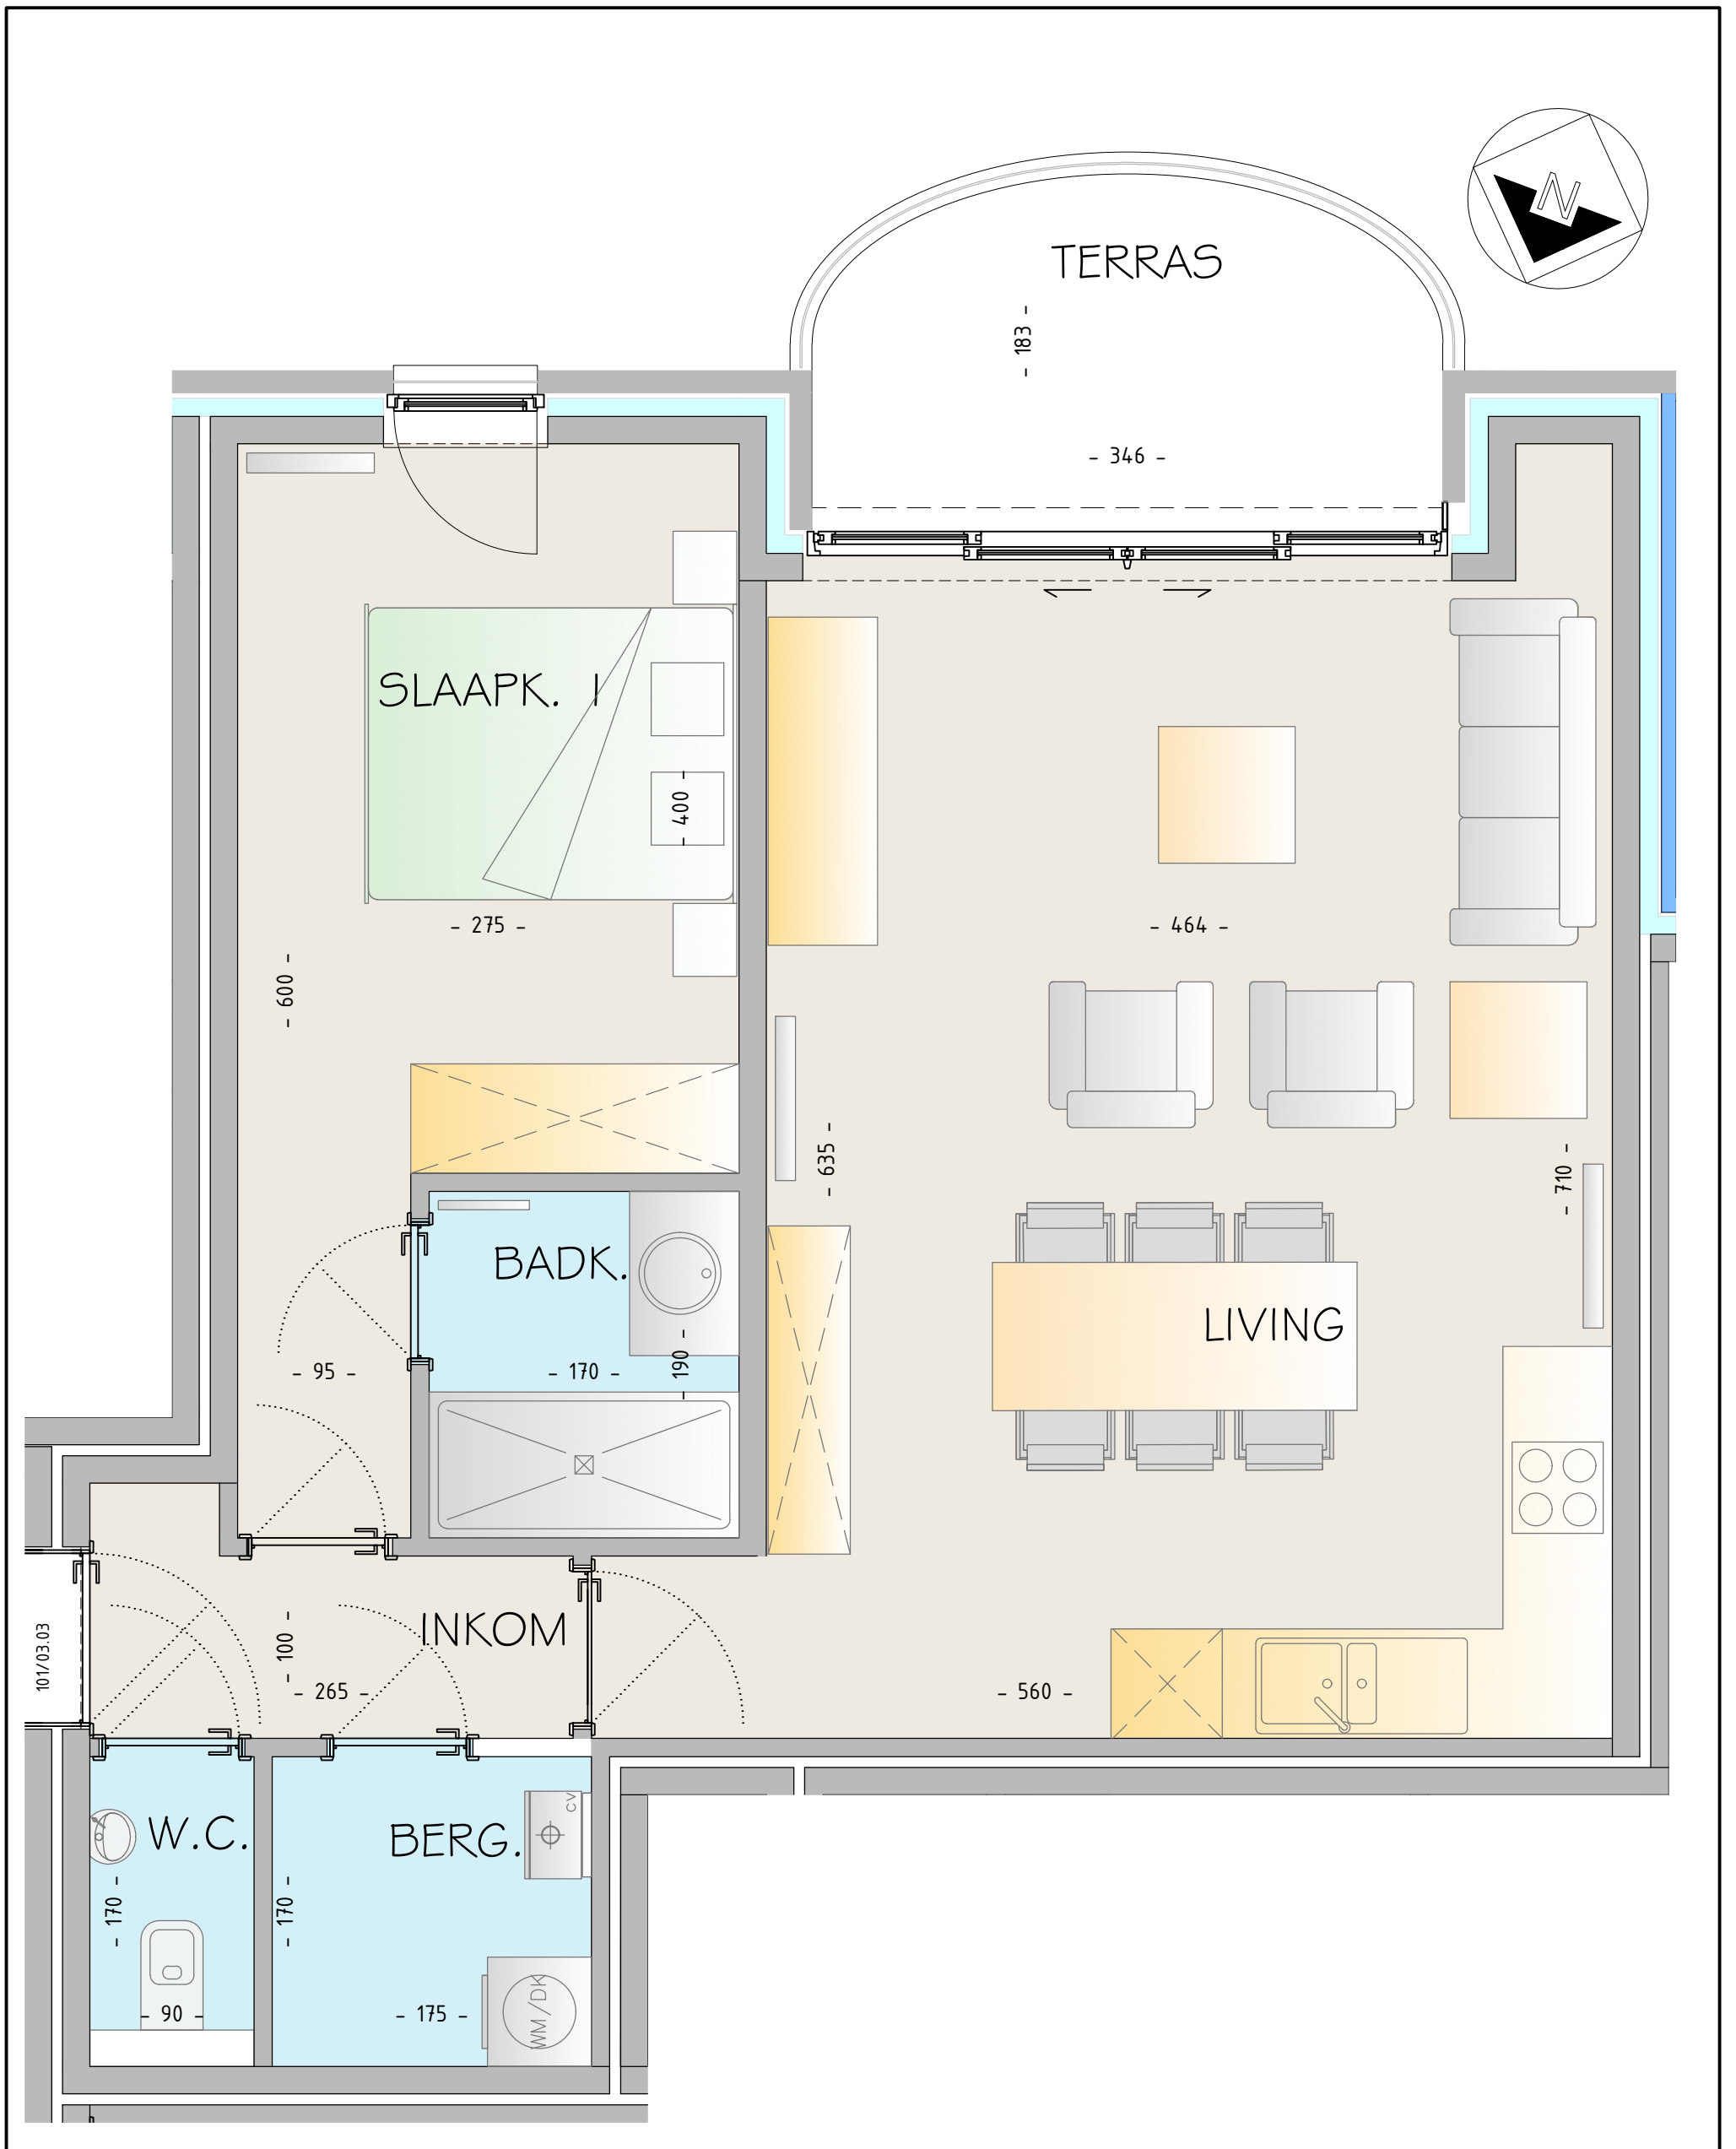 N
TERRAS
- 183 -
- 346 -
SLAAPK. 1
- 400 -
- 275 -
- 464 -
- 600 -
- 635 -
- 710 -
BADK.
LIVING
- 95 -
- 170 -
- 190 -
INKOM
101/03.03
- 100 -
- 265 -
- 560 -
W.C.
BERG.
CV
- 170 -
- 170 -
- 90 -
- 175 -
WM/DK